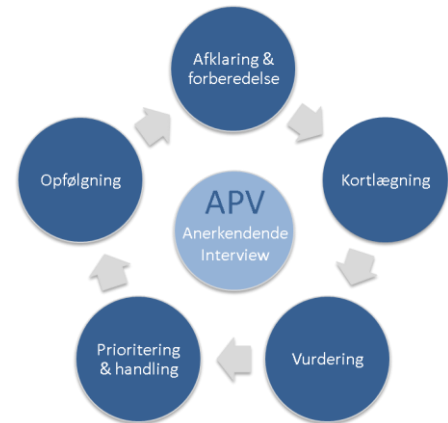 Afklaring &
forberedelse
Kortlægning
Vurdering
Prioritering
& handling
Opfølgning
APV
Anerkendende
Interview